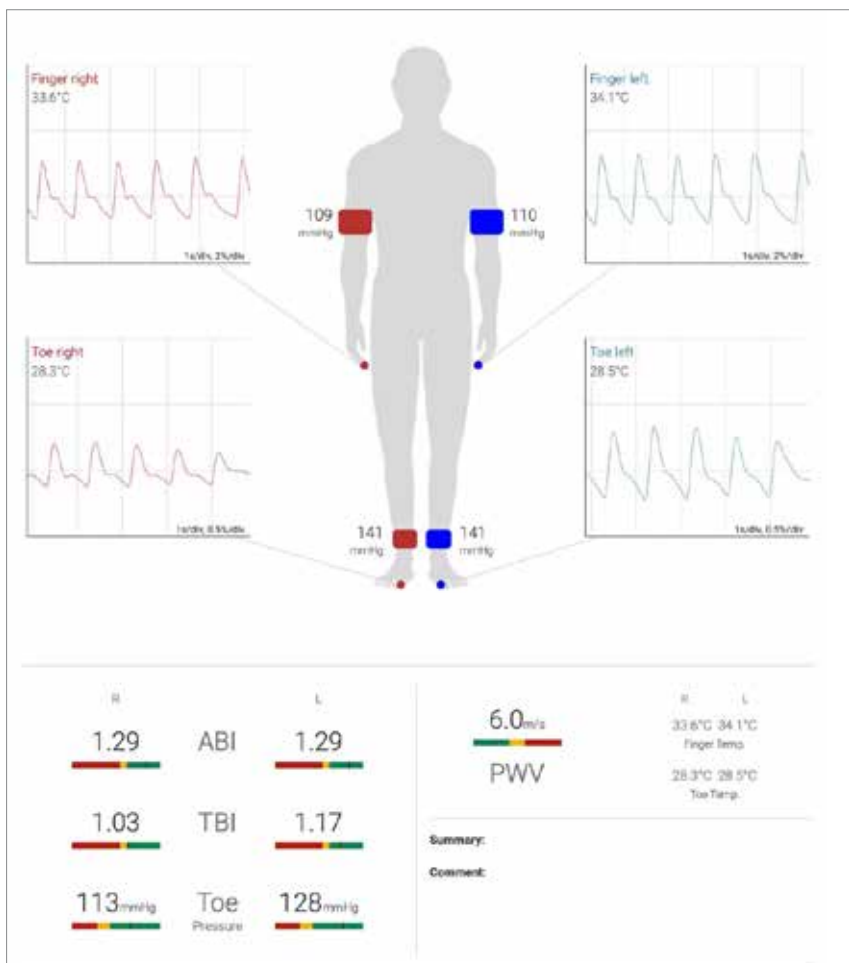 Finger right
33.6°C
1s/div, 2%/div
Finger left
34.1°C
1s/div, 2%/div
109
mmHg
110
mmHg
Toe right
28.3°C
1s/div, 0.5%/div
Toe left
28.5°C
1s/div, 0.5%/div
141
mmHg
141
mmHg
R L
1.29 ABI 1.29
1.03 TBI 1.17
113mmHg Toe 128mmHg
Pressure
6.0m/s
PWV
R L
33.6°C 34.1°C
Finger Temp.
28.3°C 28.5°C
Toe Temp.
Summary:
Comment: